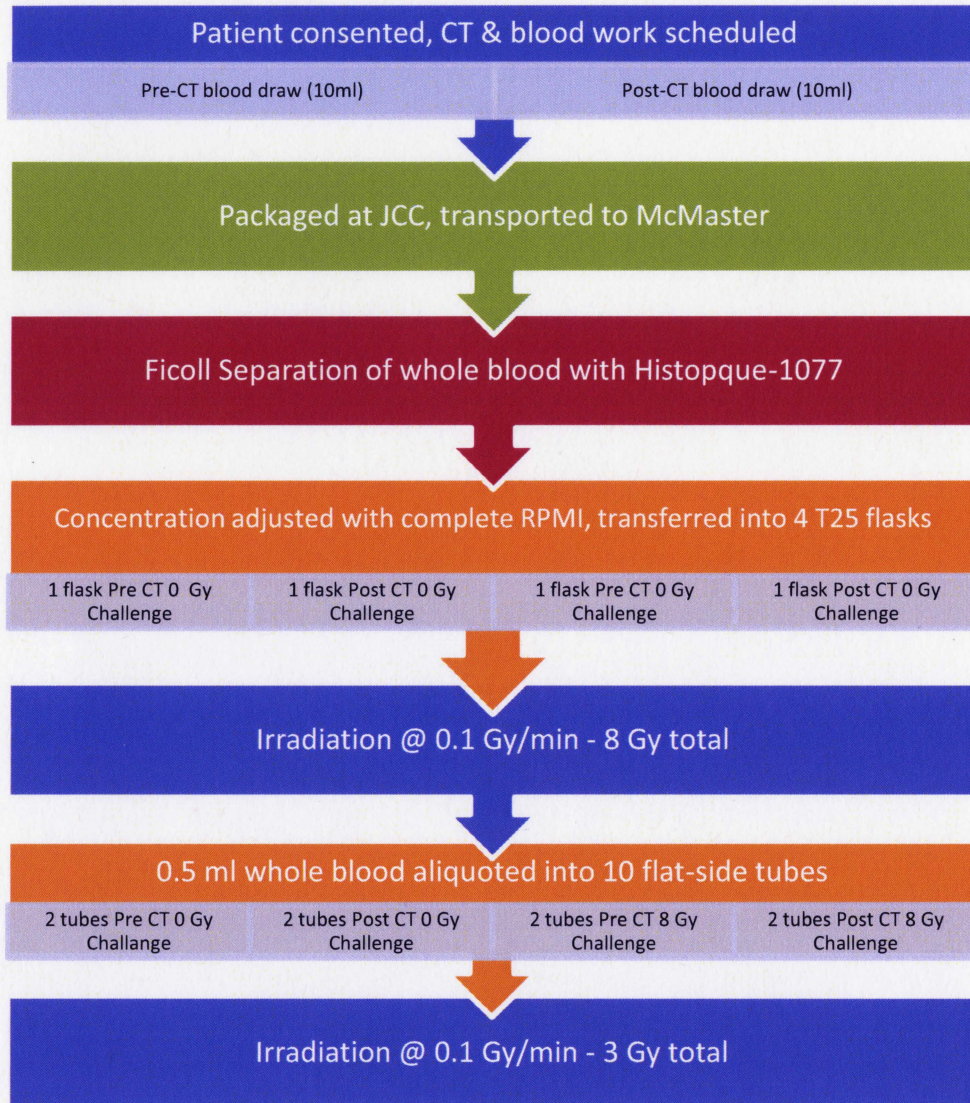 Patient consented, CT & blood work scheduled
Pre-CT blood draw (10ml)
Post-CT blood draw (10ml)
Packaged at JCC, transported to McMaster
Ficoll Separation of whole blood with Histopque-1077
Concentration adjusted with complete RPMI, transferred into 4 T25 flasks
1 flask Pre CT 0 Gy
Challenge
1 flask Post CT 0 Gy
Challenge
1 flask Pre CT 0 Gy
Challenge
1 flask Post CT 0 Gy
Challenge
Irradiation @ 0.1 Gy/min - 8 Gy total
0.5 ml whole blood aliquoted into 10 flat-side tubes
2 tubes Pre CT 0 Gy
Challange
2 tubes Post CT 0 Gy
Challenge
2 tubes Pre CT 8 Gy
Challenge
2 tubes Post CT 8 Gy
Challenge
Irradiation @ 0.1 Gy/min - 3 Gy total